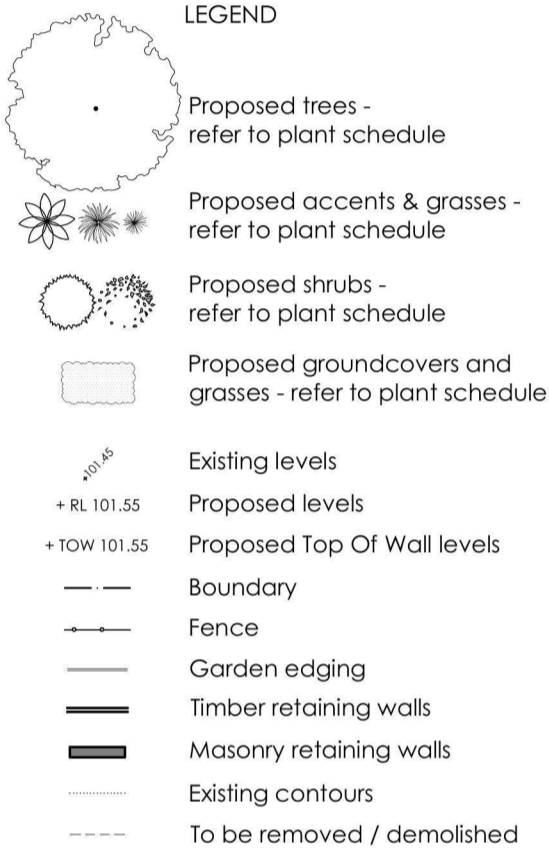 LEGEND
Proposed trees -
refer to plant schedule
Proposed accents & grasses -
refer to plant schedule
Proposed shrubs -
refer to plant schedule
Proposed groundcovers and
grasses - refer to plant schedule
+101.45 Existing levels
+ RL 101.55 Proposed levels
+ TOW 101.55 Proposed Top Of Wall levels
Boundary
Fence
Garden edging
Timber retaining walls
Masonry retaining walls
Existing contours
To be removed / demolished